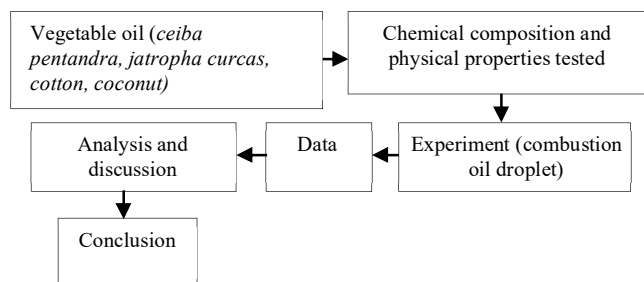 Vegetable oil (ceiba
pentandra, jatropha curcas,
cotton, coconut)
Chemical composition and
physical properties tested
Experiment (combustion
oil droplet)
Data
Analysis and
discussion
Conclusion